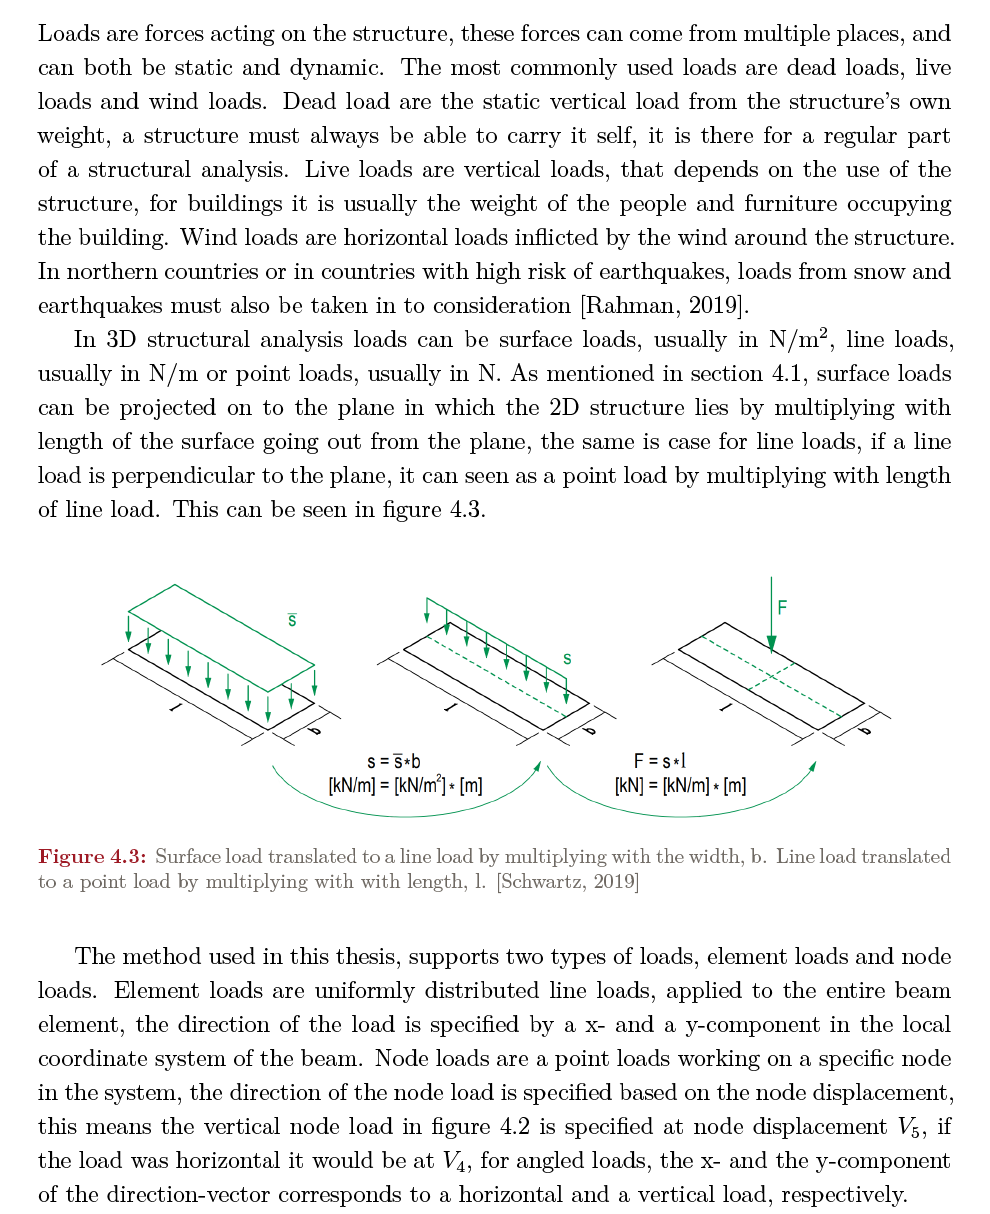 Loads are forces acting on the structure, these forces can come from multiple places, and
can both be static and dynamic. The most commonly used loads are dead loads, live
loads and wind loads. Dead load are the static vertical load from the structure's own
weight, a structure must always be able to carry it self, it is there for a regular part
of a structural analysis. Live loads are vertical loads, that depends on the use of the
structure, for buildings it is usually the weight of the people and furniture occupying
the building. Wind loads are horizontal loads inflicted by the wind around the structure.
In northern countries or in countries with high risk of earthquakes, loads from snow and
earthquakes must also be taken in to consideration [Rahman, 2019].
In 3D structural analysis loads can be surface loads, usually in N/m², line loads,
usually in N/m or point loads, usually in N. As mentioned in section 4.1, surface loads
can be projected on to the plane in which the 2D structure lies by multiplying with
length of the surface going out from the plane, the same is case for line loads, if a line
load is perpendicular to the plane, it can seen as a point load by multiplying with length
of line load. This can be seen in figure 4.3.
s̅
l
b
s
l
b
F
l
b
s = s̅*b
[kN/m] = [kN/m²] * [m]
F = s*l
[kN] = [kN/m] * [m]
Figure 4.3: Surface load translated to a line load by multiplying with the width, b. Line load translated
to a point load by multiplying with with length, l. [Schwartz, 2019]
The method used in this thesis, supports two types of loads, element loads and node
loads. Element loads are uniformly distributed line loads, applied to the entire beam
element, the direction of the load is specified by a x- and a y-component in the local
coordinate system of the beam. Node loads are a point loads working on a specific node
in the system, the direction of the node load is specified based on the node displacement,
this means the vertical node load in figure 4.2 is specified at node displacement V₅, if
the load was horizontal it would be at V₄, for angled loads, the x- and the y-component
of the direction-vector corresponds to a horizontal and a vertical load, respectively.